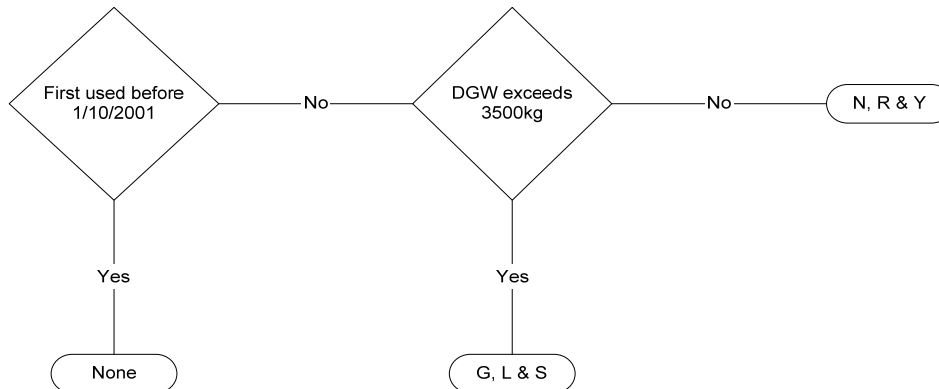 First used before
1/10/2001
No
DGW exceeds
3500kg
No
N, R & Y
Yes
Yes
None
G, L & S